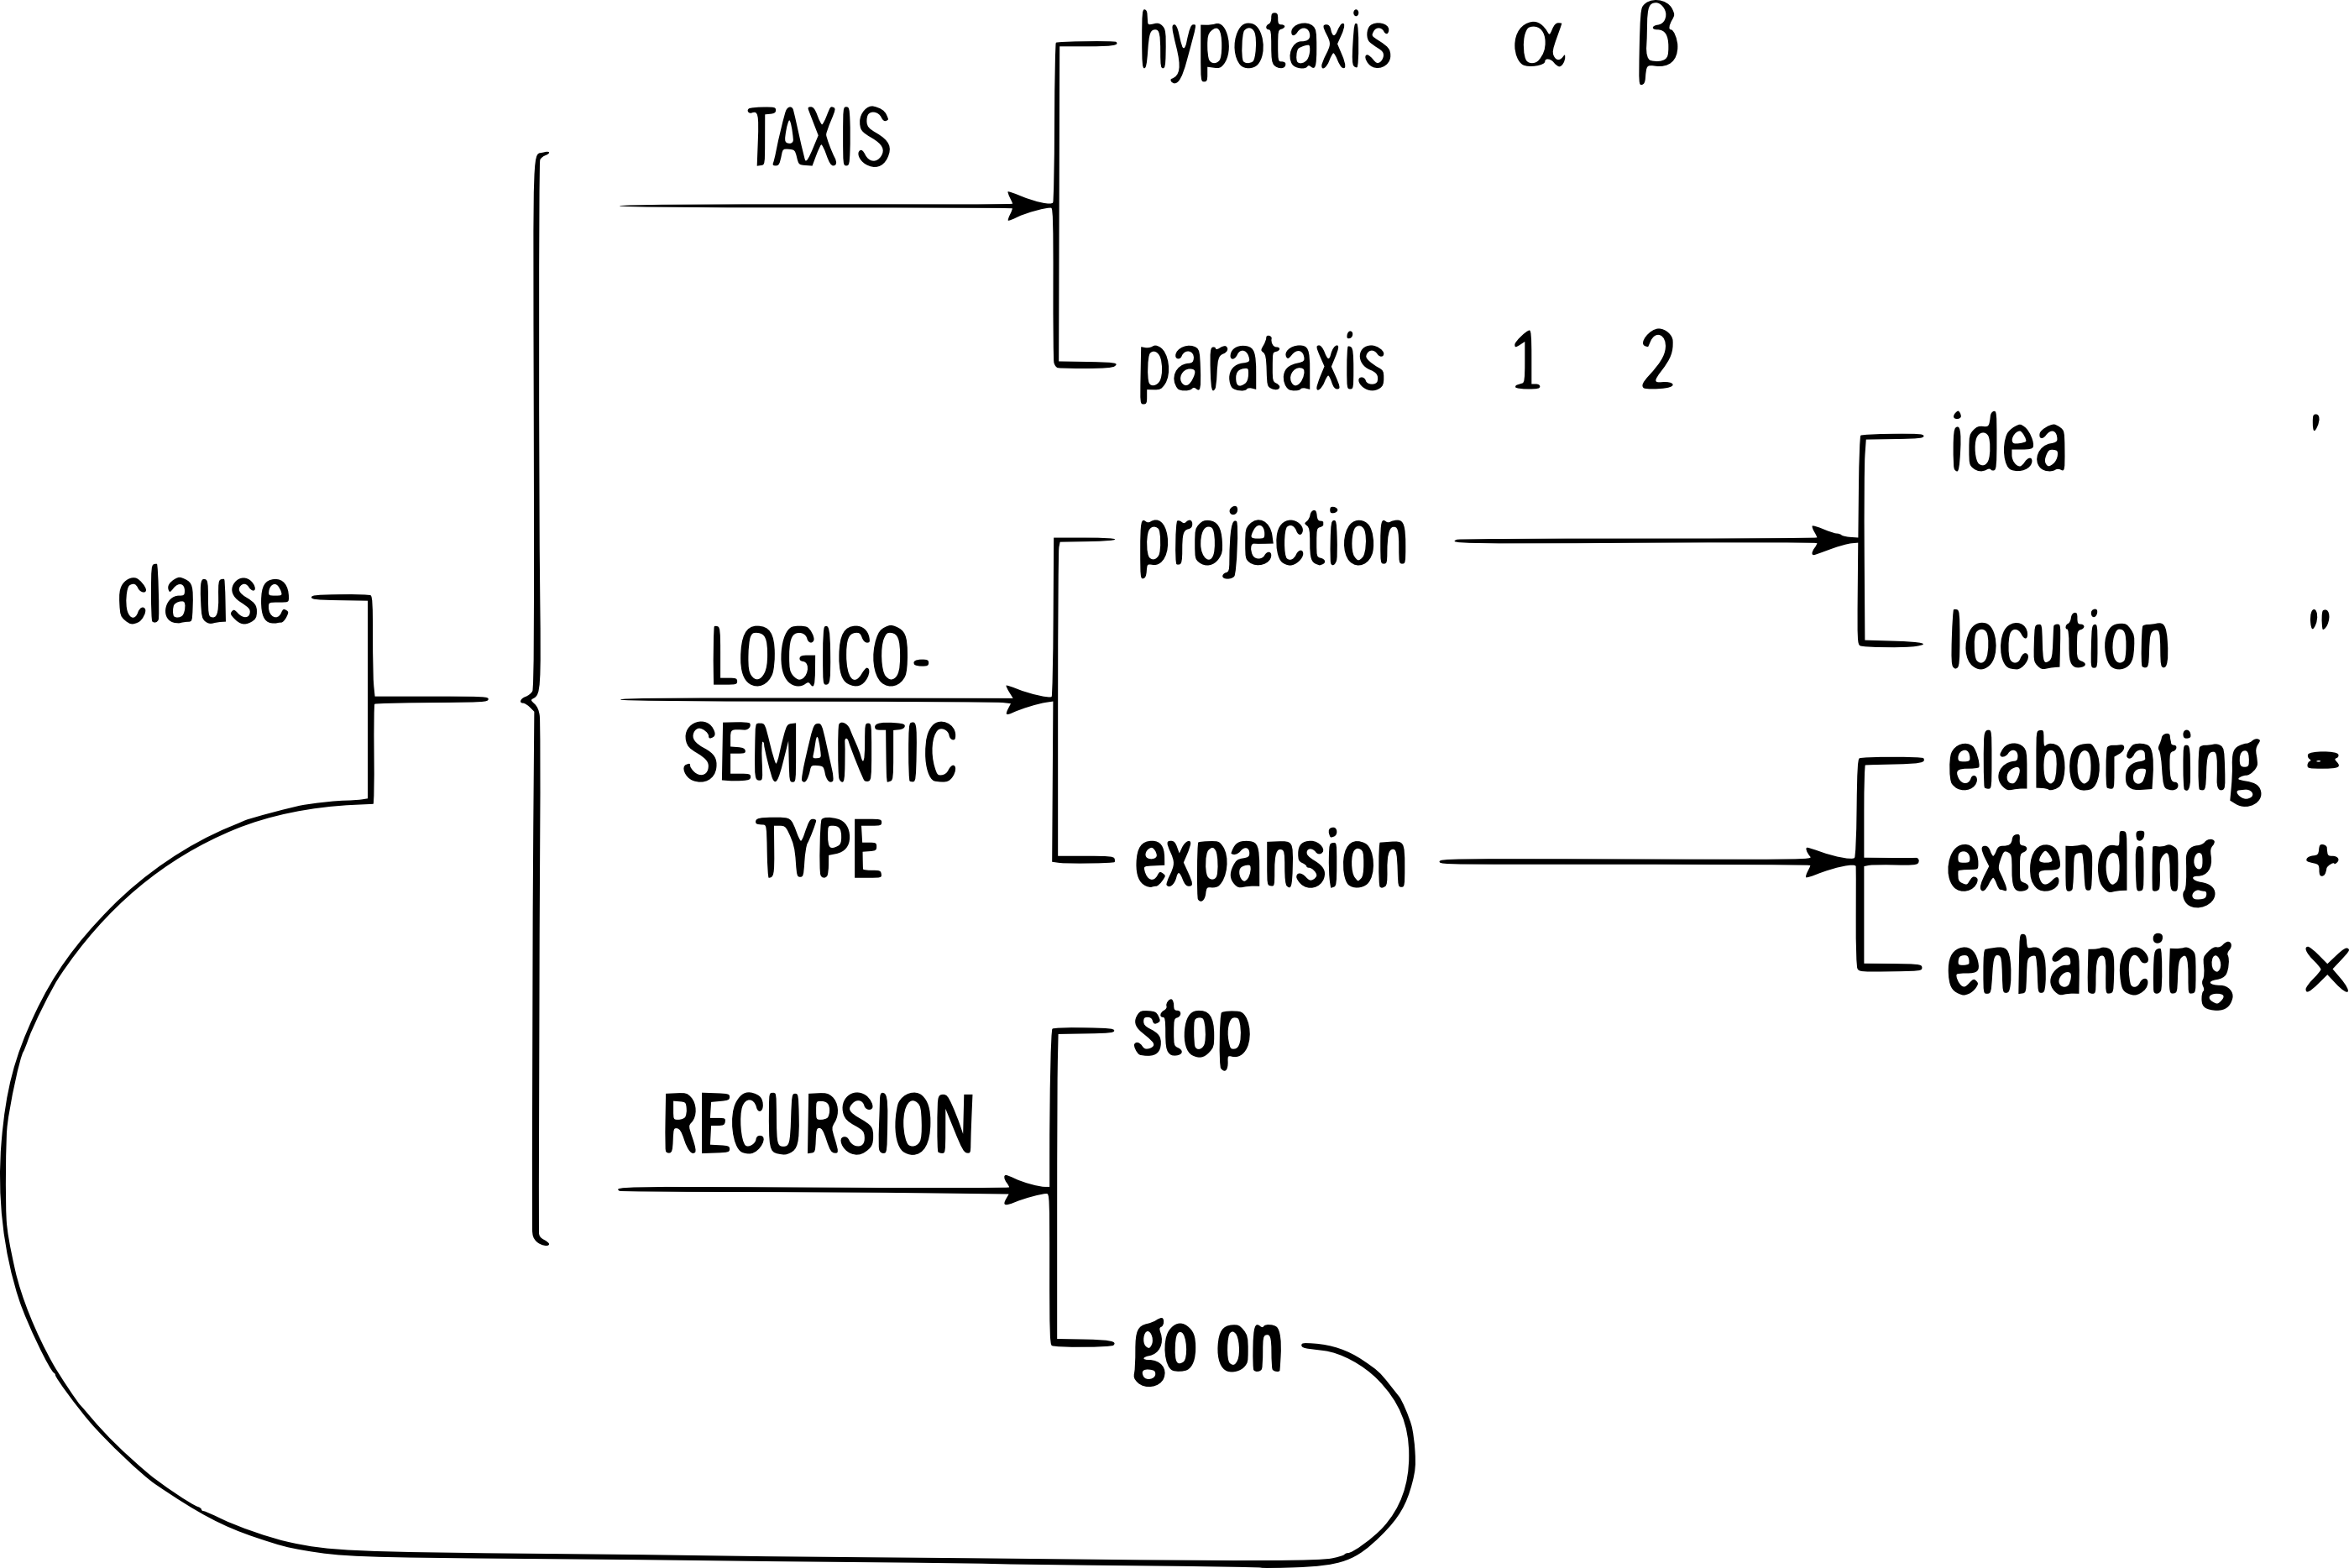 hypotaxis α β
TAXIS
parataxis 1 2
idea '
projection
clause
locution "
LOGICO-
SEMANTIC
elaborating =
TYPE
expansion
extending +
enhancing ×
stop
RECURSION
go on